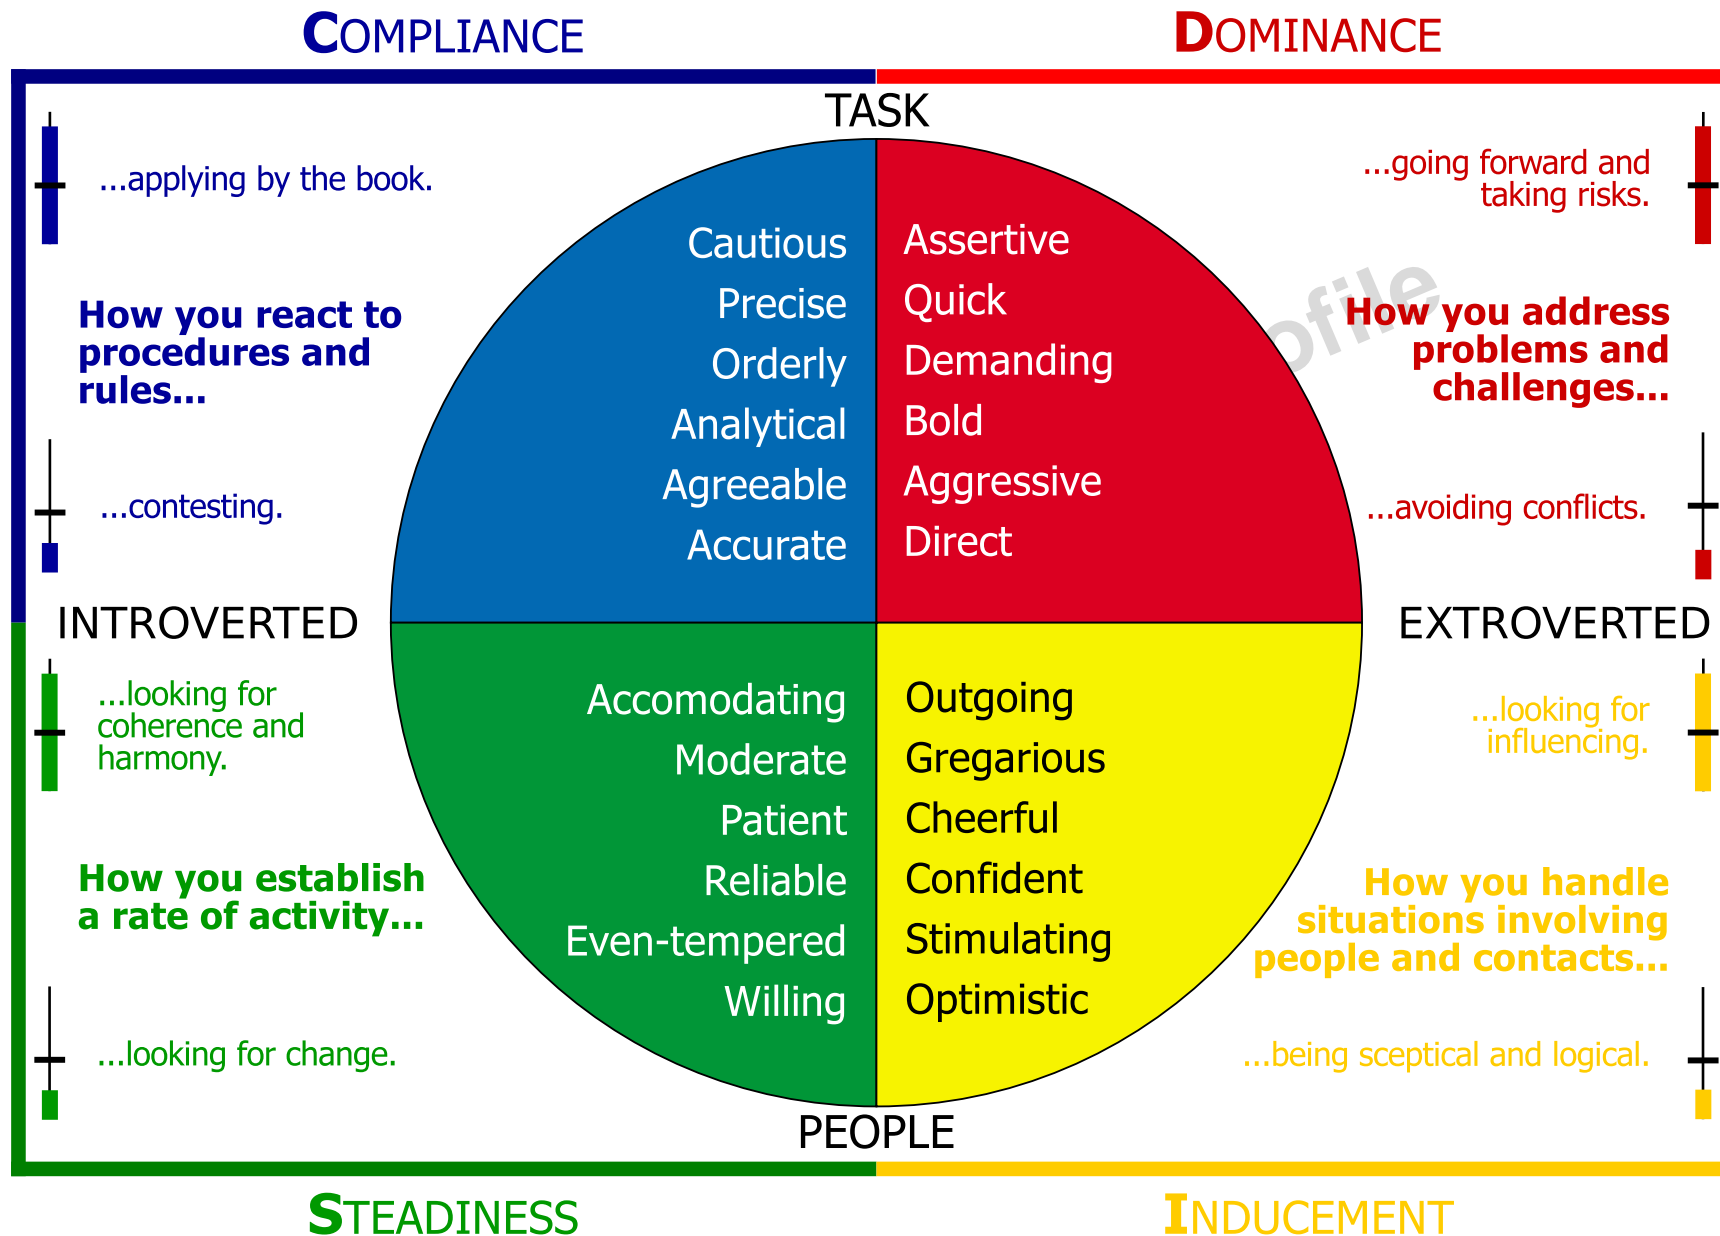 COMPLIANCE
DOMINANCE
TASK
...applying by the book.
...going forward and
taking risks.
Cautious
Precise
Orderly
Analytical
Agreeable
Accurate
Assertive
Quick
Demanding
Bold
Aggressive
Direct
How you react to
procedures and
rules...
How you address
problems and
challenges...
...contesting.
...avoiding conflicts.
INTROVERTED
EXTROVERTED
...looking for
coherence and
harmony.
...looking for
influencing.
Accomodating
Moderate
Patient
Reliable
Even-tempered
Willing
Outgoing
Gregarious
Cheerful
Confident
Stimulating
Optimistic
How you establish
a rate of activity...
How you handle
situations involving
people and contacts...
...looking for change.
...being sceptical and logical.
PEOPLE
STEADINESS
INDUCEMENT